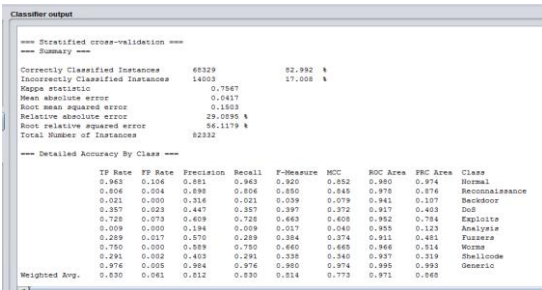 Classifier output
=== Stratified cross-validation ===
=== Summary ===
Correctly Classified Instances 68329 82.992 %
Incorrectly Classified Instances 14003 17.008 %
Kappa statistic 0.7567
Mean absolute error 0.0417
Root mean squared error 0.1503
Relative absolute error 29.0895 %
Root relative squared error 56.1179 %
Total Number of Instances 82332
=== Detailed Accuracy By Class ===
TP Rate FP Rate Precision Recall F-Measure MCC ROC Area PRC Area Class
0.963 0.106 0.881 0.963 0.920 0.852 0.980 0.974 Normal
0.806 0.004 0.898 0.806 0.850 0.845 0.978 0.876 Reconnaissance
0.021 0.000 0.316 0.021 0.039 0.079 0.941 0.107 Backdoor
0.357 0.023 0.447 0.357 0.397 0.372 0.917 0.403 DoS
0.728 0.073 0.609 0.728 0.663 0.608 0.952 0.784 Exploits
0.009 0.000 0.194 0.009 0.017 0.040 0.955 0.123 Analysis
0.289 0.017 0.570 0.289 0.384 0.374 0.911 0.481 Fuzzers
0.750 0.000 0.589 0.750 0.660 0.665 0.966 0.514 Worms
0.291 0.002 0.403 0.291 0.338 0.340 0.937 0.319 Shellcode
0.976 0.005 0.984 0.976 0.980 0.974 0.995 0.993 Generic
Weighted Avg. 0.830 0.061 0.812 0.830 0.814 0.773 0.971 0.868